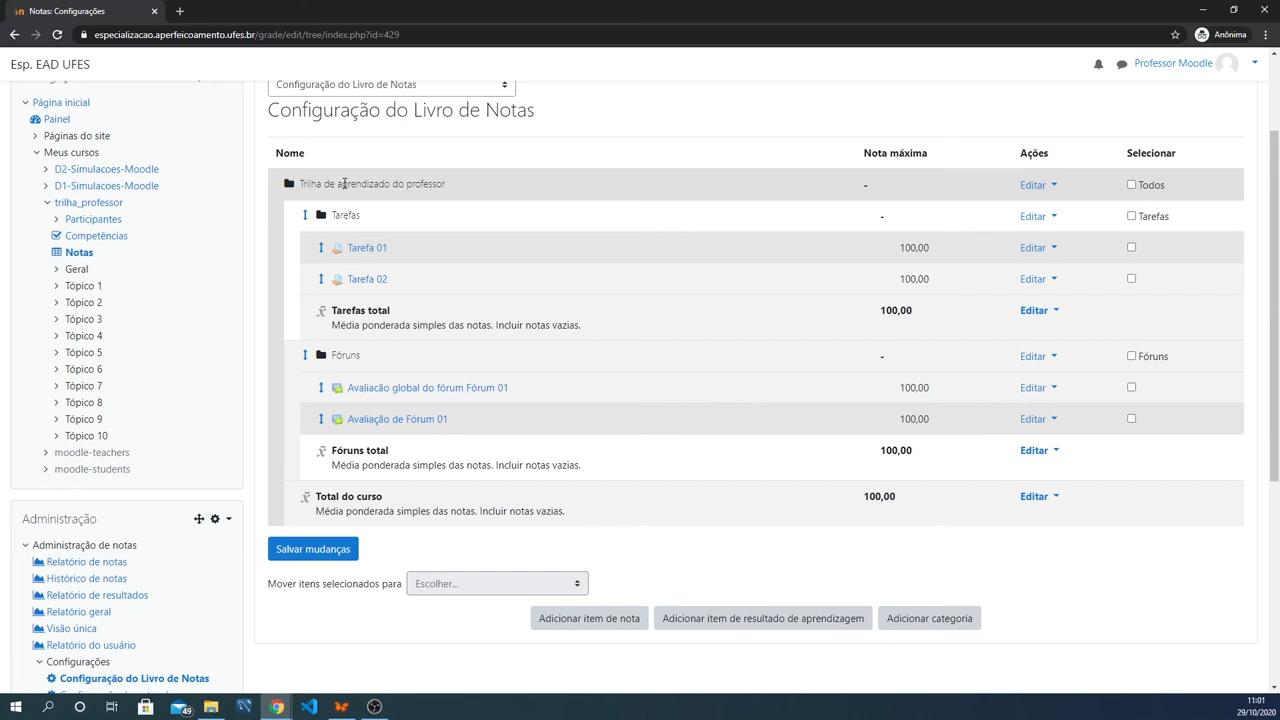 Notas: Configurações
especializacao.aperfeicoamento.ufes.br/grade/edit/tree/index.php?id=429
Anônima
Esp. EAD UFES
Professor Moodle
Página inicial
Painel
Páginas do site
Meus cursos
D2-Simulacoes-Moodle
D1-Simulacoes-Moodle
trilha_professor
Participantes
Competências
Notas
Geral
Tópico 1
Tópico 2
Tópico 3
Tópico 4
Tópico 5
Tópico 6
Tópico 7
Tópico 8
Tópico 9
Tópico 10
moodle-teachers
moodle-students
Administração
Administração de notas
Relatório de notas
Histórico de notas
Relatório de resultados
Relatório geral
Visão única
Relatório do usuário
Configurações
Configuração do Livro de Notas
Configuração do Livro de Notas
Configuração do Livro de Notas
Nome Nota máxima Ações Selecionar
Trilha de aprendizado do professor - Editar Todos
Tarefas - Editar Tarefas
Tarefa 01 100,00 Editar
Tarefa 02 100,00 Editar
Tarefas total 100,00 Editar
Média ponderada simples das notas. Incluir notas vazias.
Fóruns - Editar Fóruns
Avaliacão global do fórum Fórum 01 100,00 Editar
Avaliação de Fórum 01 100,00 Editar
Fóruns total 100,00 Editar
Média ponderada simples das notas. Incluir notas vazias.
Total do curso 100,00 Editar
Média ponderada simples das notas. Incluir notas vazias.
Salvar mudanças
Mover itens selecionados para Escolher...
Adicionar item de nota Adicionar item de resultado de aprendizagem Adicionar categoria
49
11:01
29/10/2020